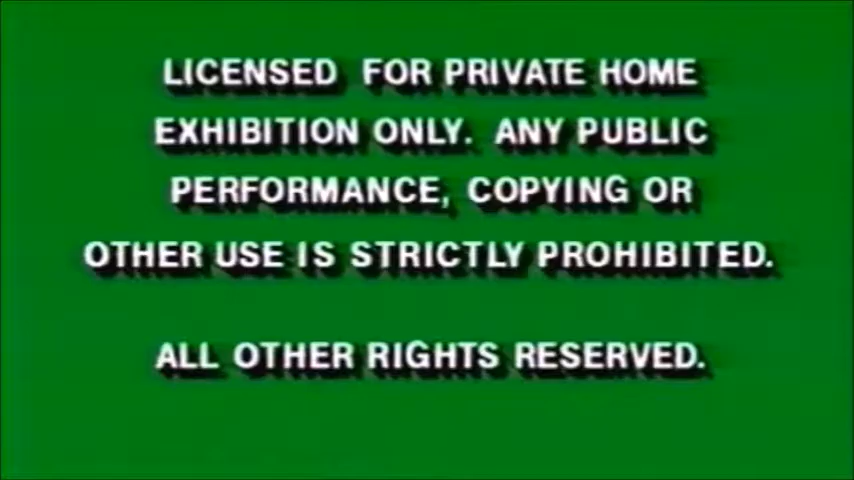 LICENSED FOR PRIVATE HOME
EXHIBITION ONLY. ANY PUBLIC
PERFORMANCE, COPYING OR
OTHER USE IS STRICTLY PROHIBITED.
ALL OTHER RIGHTS RESERVED.